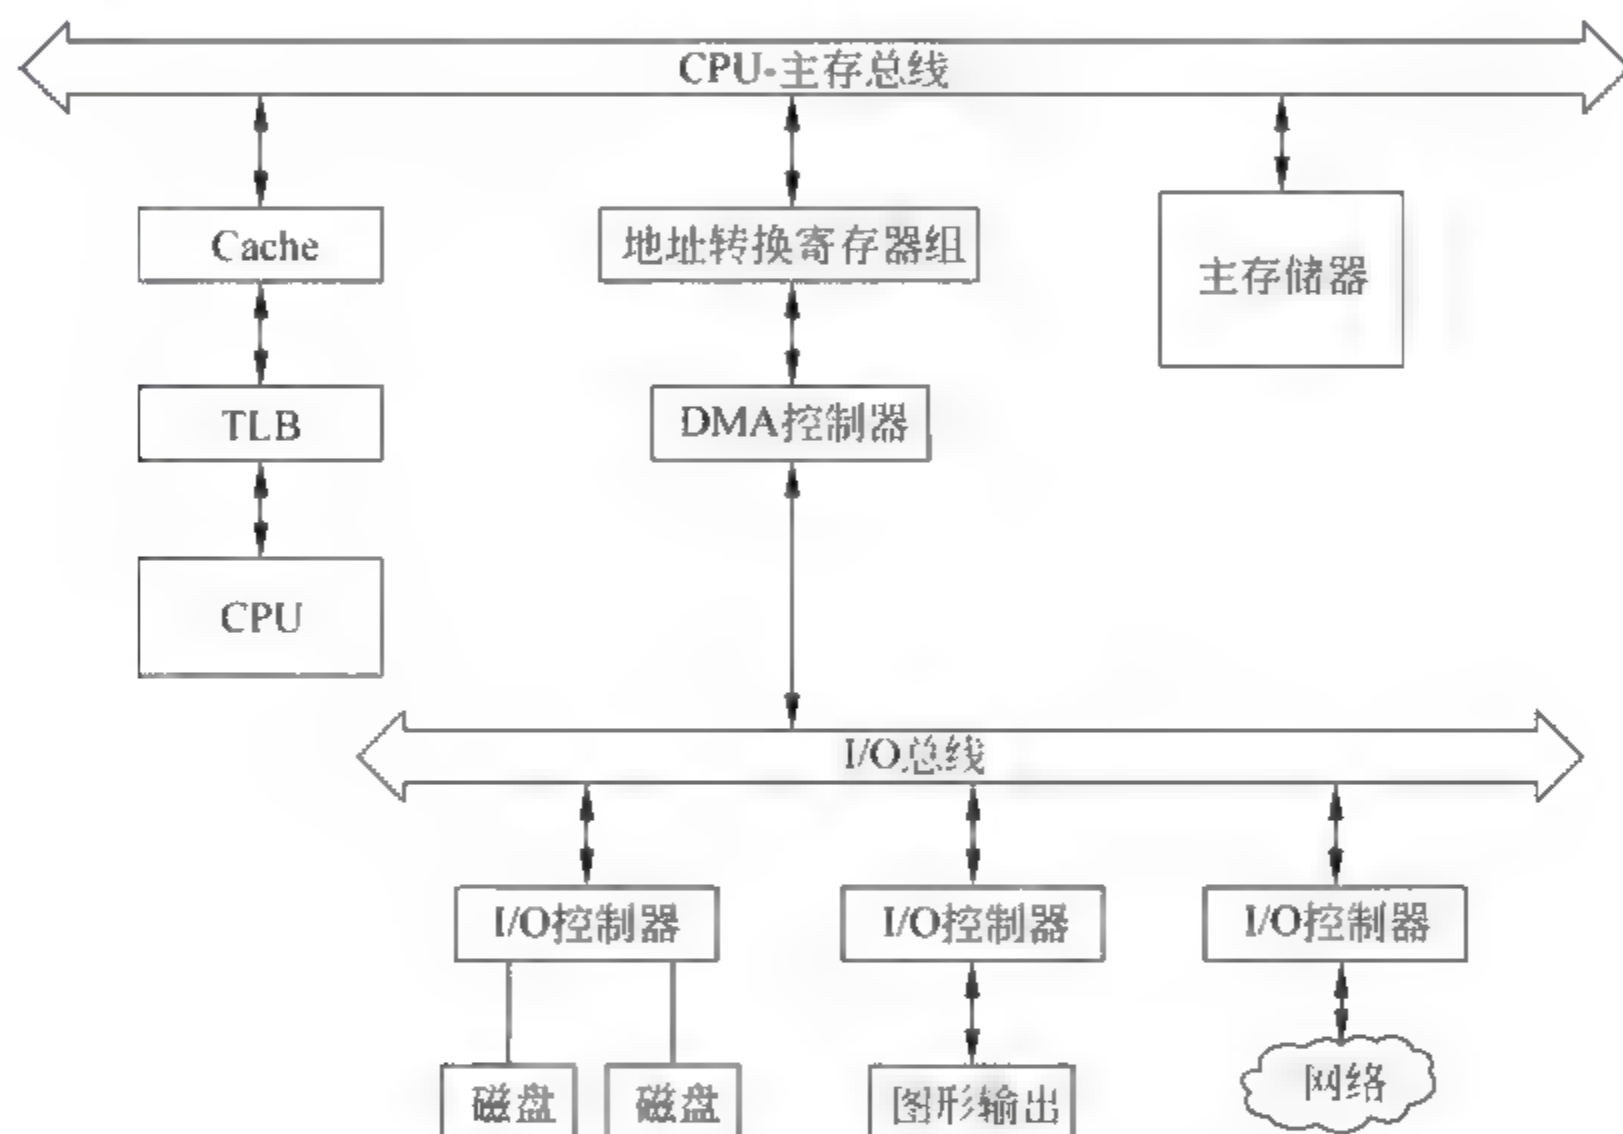 CPU-主存总线
Cache
地址转换寄存器组
主存储器
TLB
DMA控制器
CPU
I/O总线
I/O控制器
I/O控制器
I/O控制器
磁盘
磁盘
图形输出
网络